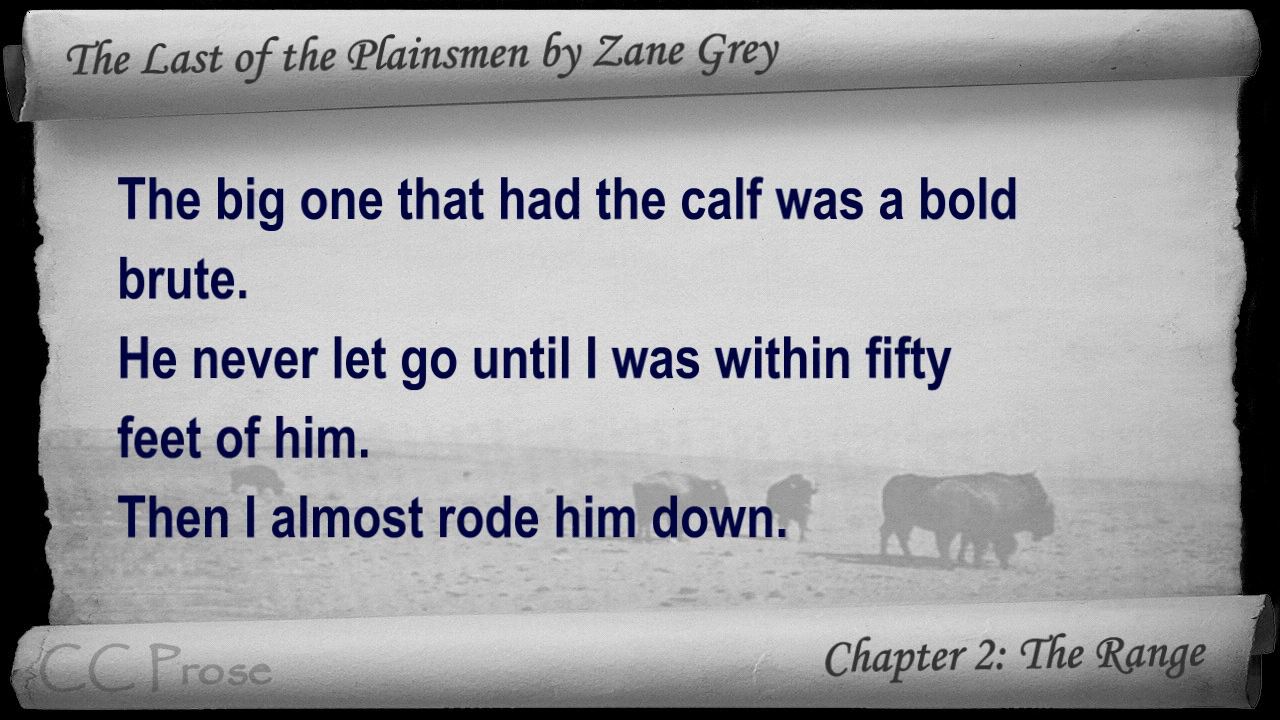 The Last of the Plainsmen by Zane Grey
The big one that had the calf was a bold
brute.
He never let go until I was within fifty
feet of him.
Then I almost rode him down.
CC Prose
Chapter 2: The Range